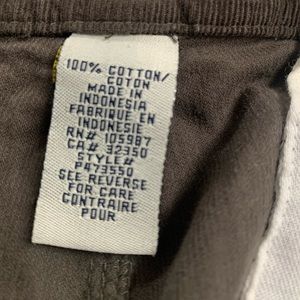 100% COTTON/
COTON
MADE IN
INDONESIA
FABRIQUE EN
INDONESIE
RN# 105987
CA# 32350
STYLE#
P473550
SEE REVERSE
FOR CARE
CONTRAIRE
POUR